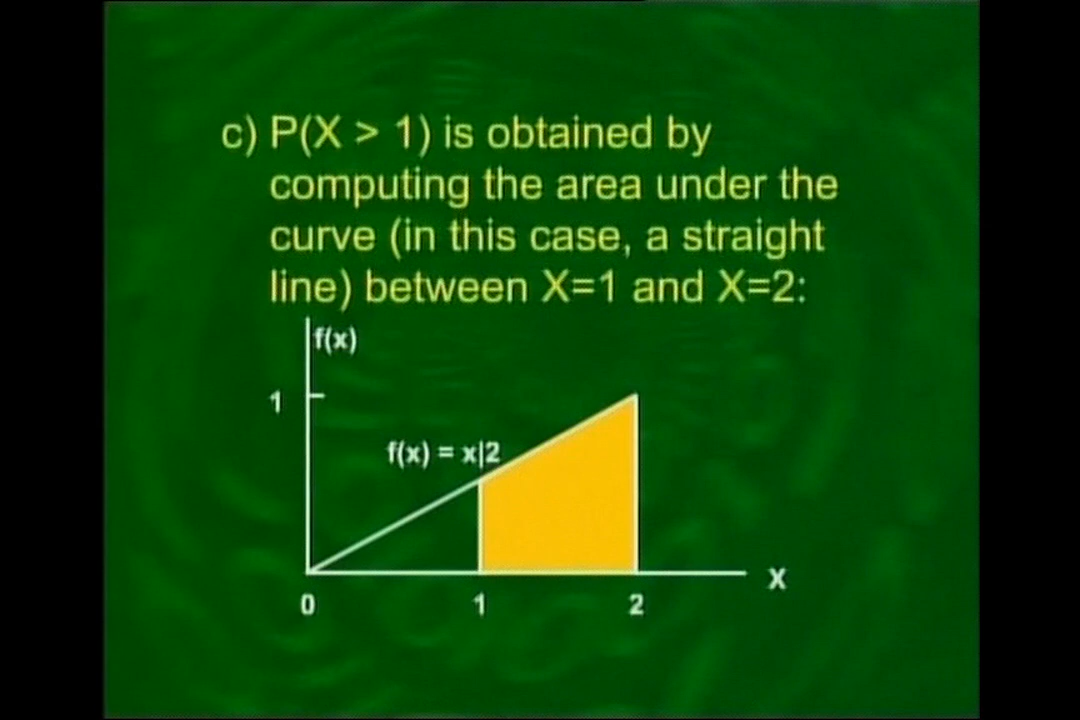 c) P(X > 1) is obtained by
computing the area under the
curve (in this case, a straight
line) between X=1 and X=2:
f(x)
1
f(x) = x|2
X
0 1 2